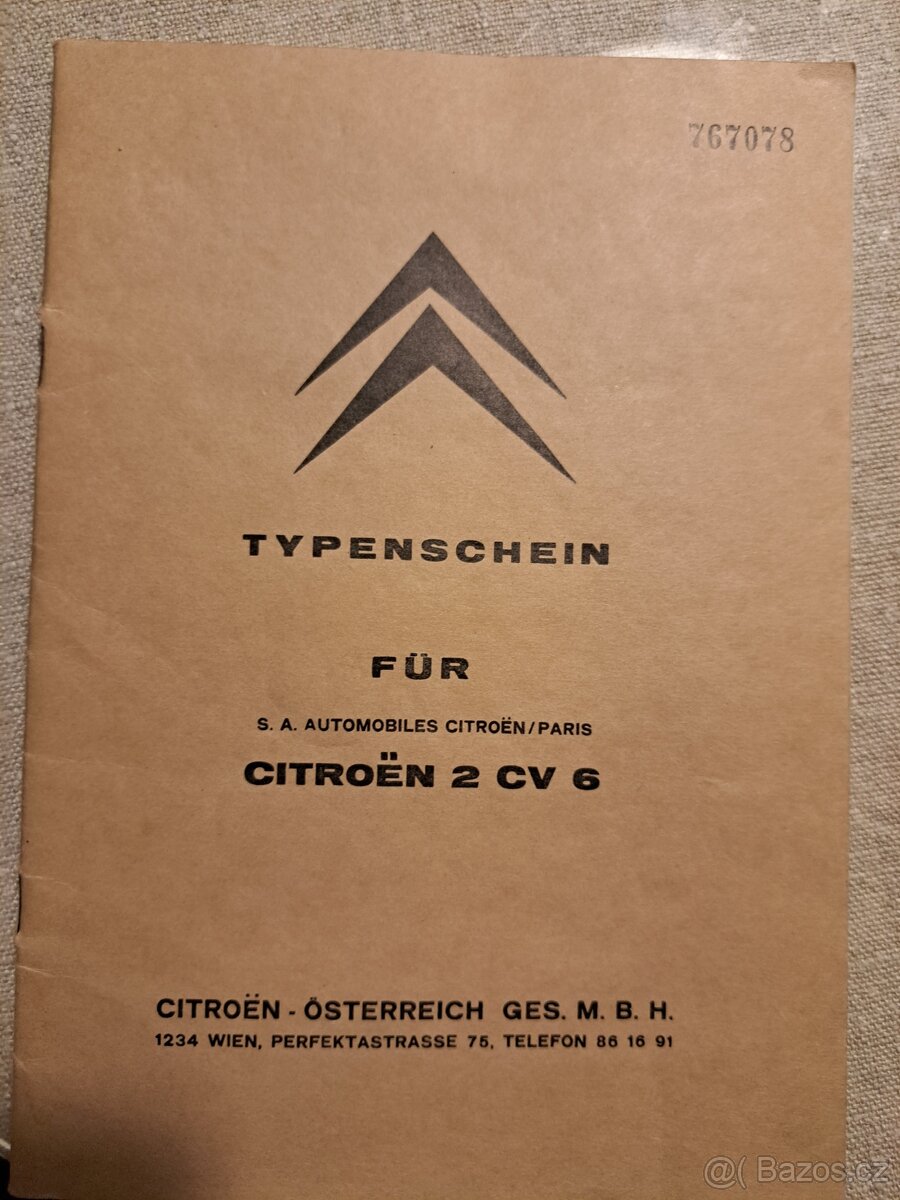 767078
TYPENSCHEIN
FÜR
S. A. AUTOMOBILES CITROËN/PARIS
CITROËN 2 CV 6
CITROËN - ÖSTERREICH GES. M. B. H.
1234 WIEN, PERFEKTASTRASSE 75, TELEFON 86 16 91
@( Bazos.cz